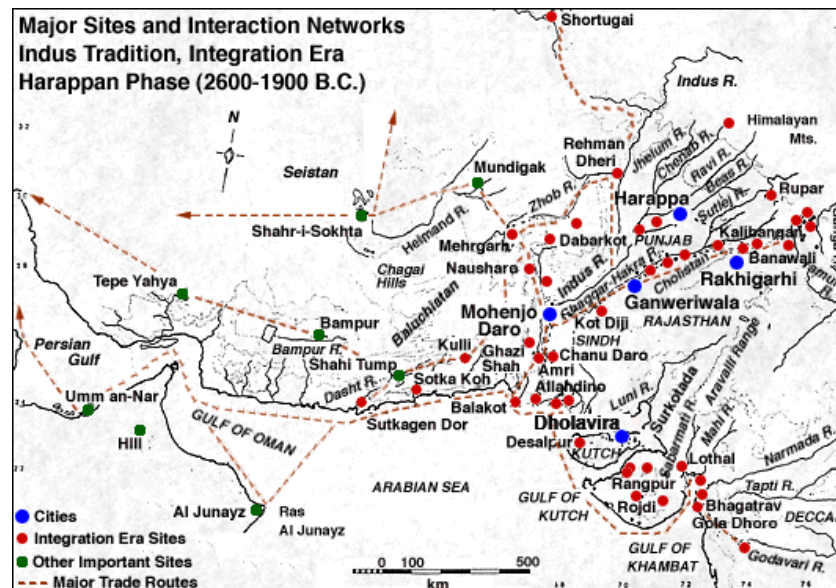 Major Sites and Interaction Networks
Indus Tradition, Integration Era
Harappan Phase (2600-1900 B.C.)
Shortugai
Indus R.
N
Himalayan
Mts.
Rehman
Dheri
Jhelum R.
Chenab R.
Ravi R.
Beas R.
Sutlej R.
Seistan
Mundigak
Zhob R.
Harappa
Rupar
Shahr-i-Sokhta
Helmand R.
Mehrgarh
Dabarkot
PUNJAB
Kalibangan
Banawali
Chagai
Hills
Nausharo
Indus R.
Ghaggar-Hakra R.
Cholistan
Rakhigarhi
Tepe Yahya
Baluchistan
Mohenjo
Daro
Ganweriwala
Kot Diji
RAJASTHAN
SINDH
Bampur
Bampur R.
Persian
Gulf
Kulli
Ghazi
Shah
Chanu Daro
Amri
Shahi Tump
Dasht R.
Sotka Koh
Allahdino
Luni R.
Surkotada
Aravalli Range
Umm an-Nar
Sutkagen Dor
Balakot
Dholavira
Sabarmati R.
Mahi R.
Hili
GULF OF OMAN
Desalpur
KUTCH
Lothal
Narmada R.
ARABIAN SEA
Rangpur
Tapti R.
Al Junayz
Ras
Al Junayz
GULF OF
KUTCH
Rojdi
Bhagatrav
Gola Dhoro
DECCA
GULF OF
KHAMBAT
Godavari R.
Cities
Integration Era Sites
Other Important Sites
Major Trade Routes
100 0 500
km
70 72 74 76